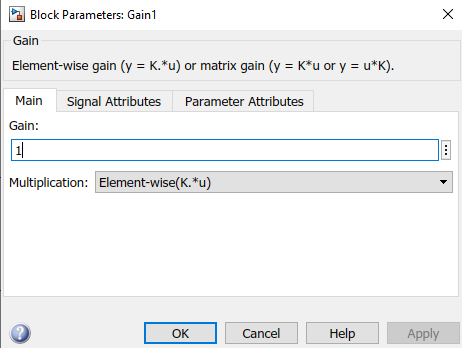 Block Parameters: Gain1
Gain
Element-wise gain (y = K.*u) or matrix gain (y = K*u or y = u*K).
Main Signal Attributes Parameter Attributes
Gain:
1
Multiplication: Element-wise(K.*u)
? OK Cancel Help Apply